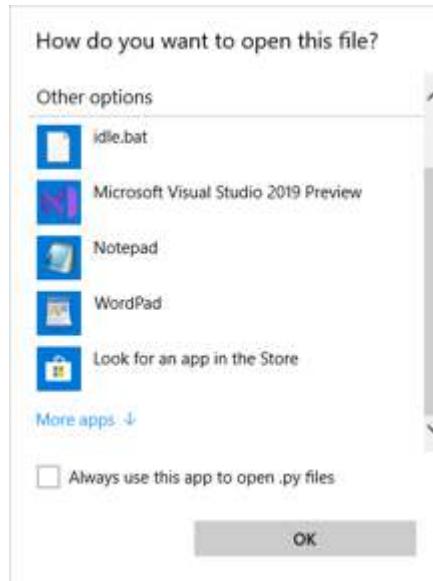 How do you want to open this file?
Other options
idle.bat
Microsoft Visual Studio 2019 Preview
Notepad
WordPad
Look for an app in the Store
More apps ↓
Always use this app to open .py files
OK